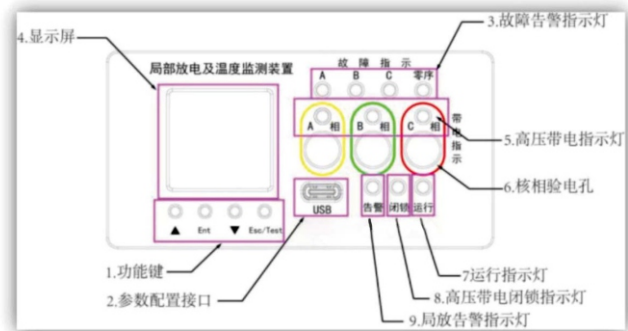 3.故障告警指示灯
4.显示屏
局部放电及温度监测装置
故 障 指 示
A B C 零序
A 相 B 相 C 相
带电指示
5.高压带电指示灯
6.核相验电孔
USB
告警 闭锁 运行
▲ Ent ▼ Esc/Test
1.功能键
7运行指示灯
2.参数配置接口
8.高压带电闭锁指示灯
9.局放告警指示灯